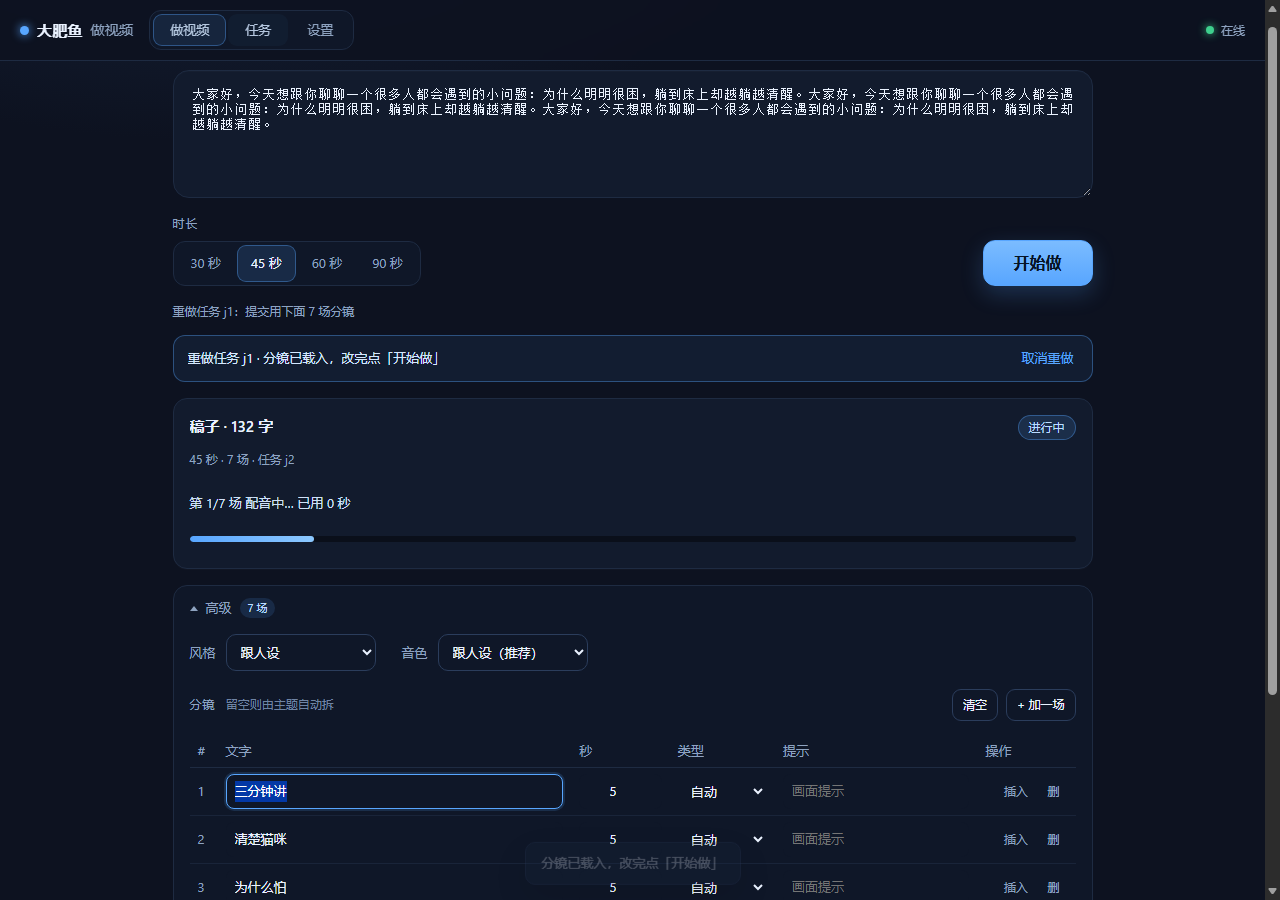 大肥鱼 做视频 做视频 任务 设置 在线
大家好，今天想跟你聊聊一个很多人都会遇到的小问题：为什么明明很困，躺到床上却越躺越清醒。大家好，今天想跟你聊聊一个很多人都会遇
到的小问题：为什么明明很困，躺到床上却越躺越清醒。大家好，今天想跟你聊聊一个很多人都会遇到的小问题：为什么明明很困，躺到床上却
越躺越清醒。
时长
30 秒 45 秒 60 秒 90 秒 开始做
重做任务 j1：提交用下面 7 场分镜
重做任务 j1 · 分镜已载入，改完点「开始做」 取消重做
稿子 · 132 字 进行中
45 秒 · 7 场 · 任务 j2
第 1/7 场 配音中... 已用 0 秒
高级 7 场
风格 跟人设 音色 跟人设（推荐）
分镜 留空则由主题自动拆 清空 + 加一场
# 文字 秒 类型 提示 操作
1 三分钟讲 5 自动 画面提示 插入 删
2 清楚猫咪 5 自动 画面提示 插入 删
分镜已载入，改完点「开始做」
3 为什么怕 5 自动 画面提示 插入 删